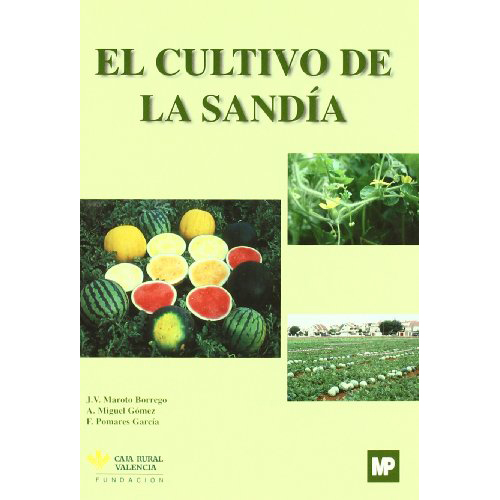 EL CULTIVO DE
LA SANDÍA
J.V. Maroto Borrego
A. Miguel Gómez
F. Pomares García
CAJA RURAL
VALENCIA
FUNDACION
MP